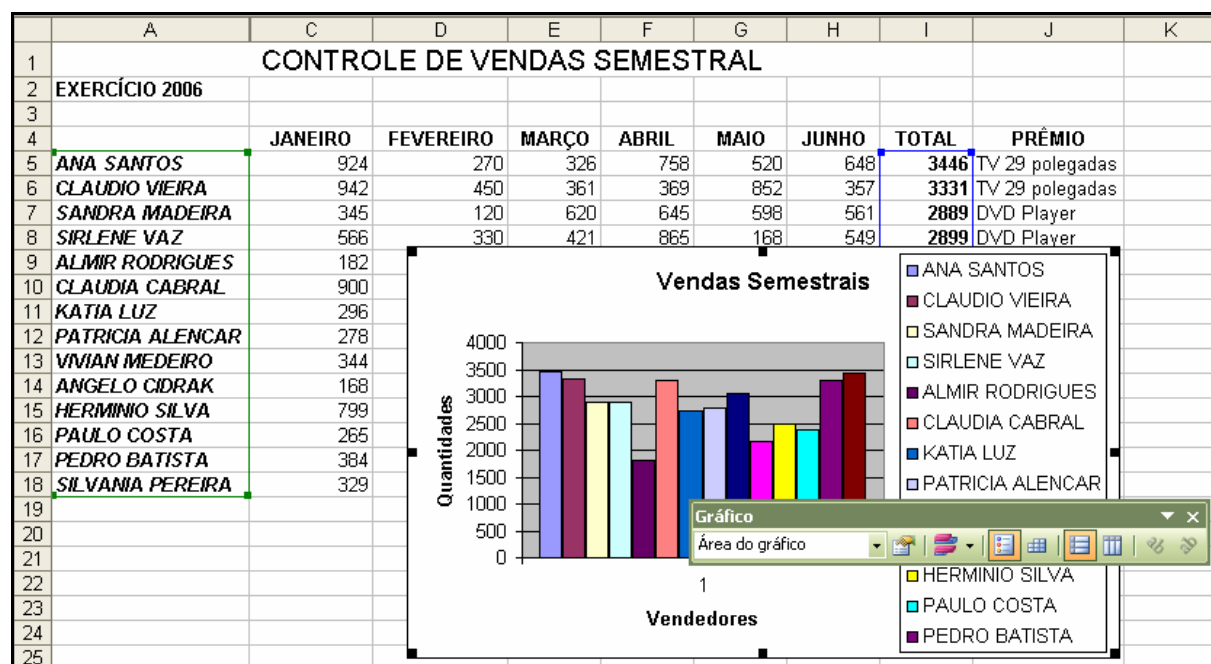 A C D E F G H I J K
1 CONTROLE DE VENDAS SEMESTRAL
2 EXERCÍCIO 2006
3
4 JANEIRO FEVEREIRO MARÇO ABRIL MAIO JUNHO TOTAL PRÊMIO
5 ANA SANTOS 924 270 326 758 520 648 3446 TV 29 polegadas
6 CLAUDIO VIEIRA 942 450 361 369 852 357 3331 TV 29 polegadas
7 SANDRA MADEIRA 345 120 620 645 598 561 2889 DVD Player
8 SIRLENE VAZ 566 330 421 865 168 549 2899 DVD Player
9 ALMIR RODRIGUES 182
10 CLAUDIA CABRAL 900
11 KATIA LUZ 296
12 PATRICIA ALENCAR 278
13 VIVIAN MEDEIRO 344
14 ANGELO CIDRAK 168
15 HERMINIO SILVA 799
16 PAULO COSTA 265
17 PEDRO BATISTA 384
18 SILVANIA PEREIRA 329
19
20
21
22
23
24
25
Vendas Semestrais
4000
3500
3000
2500
2000
1500
1000
500
0
Quantidades
1
Vendedores
ANA SANTOS
CLAUDIO VIEIRA
SANDRA MADEIRA
SIRLENE VAZ
ALMIR RODRIGUES
CLAUDIA CABRAL
KATIA LUZ
PATRICIA ALENCAR
Gráfico
Área do gráfico
HERMINIO SILVA
PAULO COSTA
PEDRO BATISTA